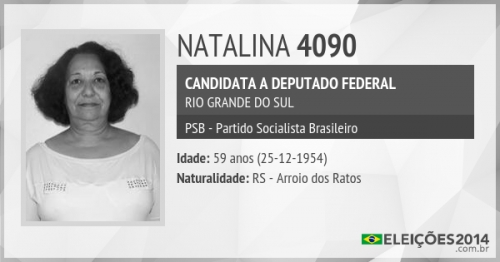 NATALINA 4090
CANDIDATA A DEPUTADO FEDERAL
RIO GRANDE DO SUL
PSB - Partido Socialista Brasileiro
Idade: 59 anos (25-12-1954)
Naturalidade: RS - Arroio dos Ratos
ELEIÇÕES2014
.com.br